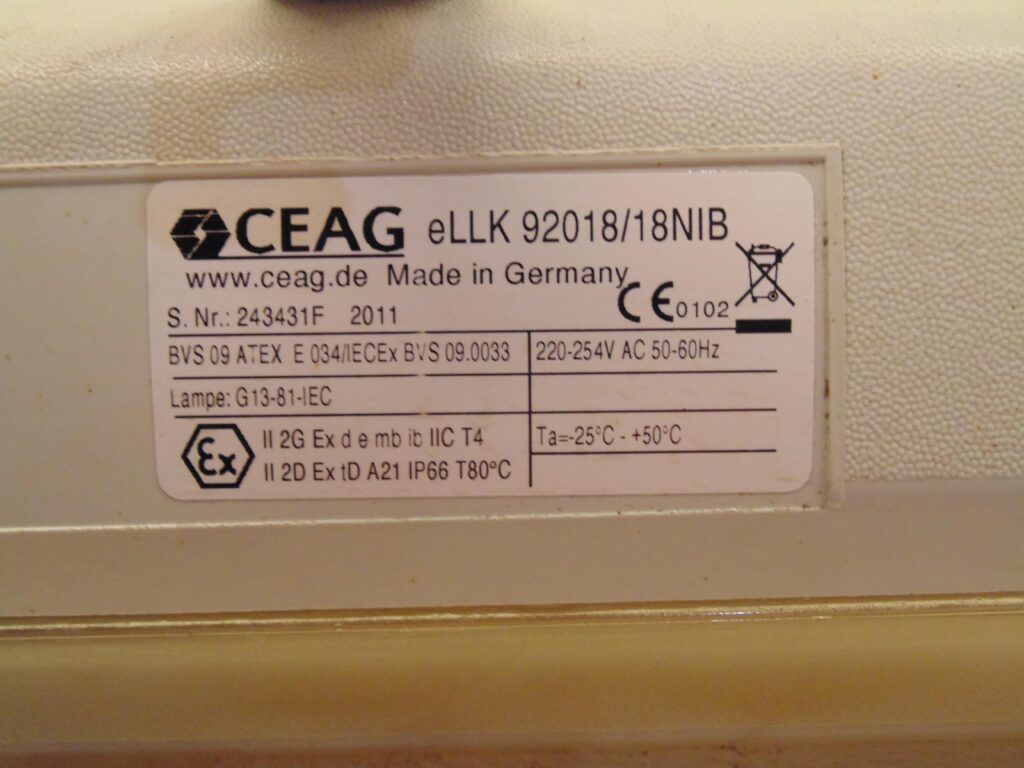 CEAG eLLK 92018/18NIB
www.ceag.de Made in Germany
CE 0102
S. Nr.: 243431F 2011
BVS 09 ATEX E 034/IECEx BVS 09.0033
220-254V AC 50-60Hz
Lampe: G13-81-IEC
Ex
II 2G Ex d e mb ib IIC T4
II 2D Ex tD A21 IP66 T80°C
Ta=-25°C - +50°C